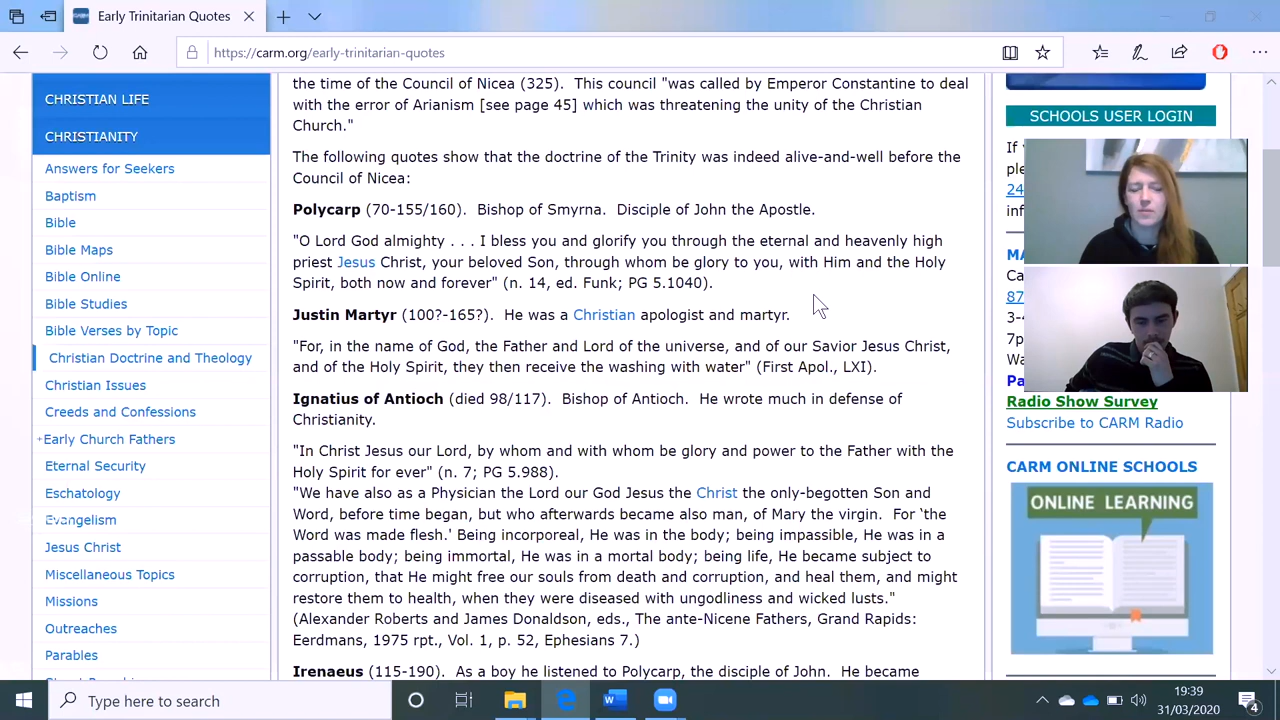 Early Trinitarian Quotes
https://carm.org/early-trinitarian-quotes
CHRISTIAN LIFE
CHRISTIANITY
Answers for Seekers
Baptism
Bible
Bible Maps
Bible Online
Bible Studies
Bible Verses by Topic
Christian Doctrine and Theology
Christian Issues
Creeds and Confessions
+Early Church Fathers
Eternal Security
Eschatology
Evangelism
Jesus Christ
Miscellaneous Topics
Missions
Outreaches
Parables
the time of the Council of Nicea (325). This council "was called by Emperor Constantine to deal
with the error of Arianism [see page 45] which was threatening the unity of the Christian
Church."
The following quotes show that the doctrine of the Trinity was indeed alive-and-well before the
Council of Nicea:
Polycarp (70-155/160). Bishop of Smyrna. Disciple of John the Apostle.
"O Lord God almighty . . . I bless you and glorify you through the eternal and heavenly high
priest Jesus Christ, your beloved Son, through whom be glory to you, with Him and the Holy
Spirit, both now and forever" (n. 14, ed. Funk; PG 5.1040).
Justin Martyr (100?-165?). He was a Christian apologist and martyr.
"For, in the name of God, the Father and Lord of the universe, and of our Savior Jesus Christ,
and of the Holy Spirit, they then receive the washing with water" (First Apol., LXI).
Ignatius of Antioch (died 98/117). Bishop of Antioch. He wrote much in defense of
Christianity.
"In Christ Jesus our Lord, by whom and with whom be glory and power to the Father with the
Holy Spirit for ever" (n. 7; PG 5.988).
"We have also as a Physician the Lord our God Jesus the Christ the only-begotten Son and
Word, before time began, but who afterwards became also man, of Mary the virgin. For ‘the
Word was made flesh.' Being incorporeal, He was in the body; being impassible, He was in a
passable body; being immortal, He was in a mortal body; being life, He became subject to
corruption, that He might free our souls from death and corruption, and heal them, and might
restore them to health, when they were diseased with ungodliness and wicked lusts."
(Alexander Roberts and James Donaldson, eds., The ante-Nicene Fathers, Grand Rapids:
Eerdmans, 1975 rpt., Vol. 1, p. 52, Ephesians 7.)
Irenaeus (115-190). As a boy he listened to Polycarp, the disciple of John. He became
SCHOOLS USER LOGIN
If
24
MA
Ca
87
3-4
7p
Wa
Pa
Radio Show Survey
Subscribe to CARM Radio
CARM ONLINE SCHOOLS
ONLINE LEARNING
Type here to search
19:39
31/03/2020
4